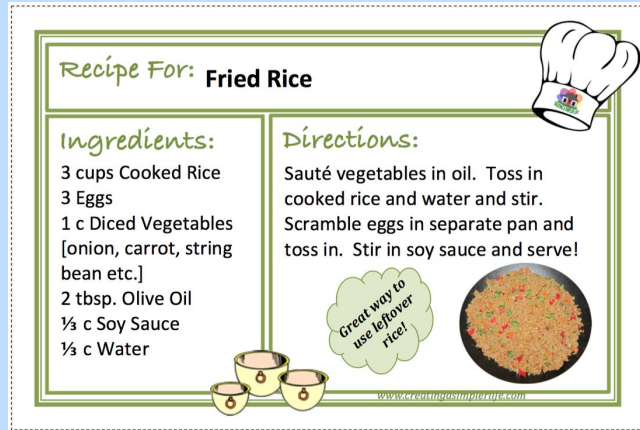 Recipe For: Fried Rice
Ingredients:
3 cups Cooked Rice
3 Eggs
1 c Diced Vegetables
[onion, carrot, string
bean etc.]
2 tbsp. Olive Oil
⅓ c Soy Sauce
⅓ c Water
Directions:
Sauté vegetables in oil. Toss in
cooked rice and water and stir.
Scramble eggs in separate pan and
toss in. Stir in soy sauce and serve!
Great way to
use leftover
rice!
www.creatingasimplerlife.com